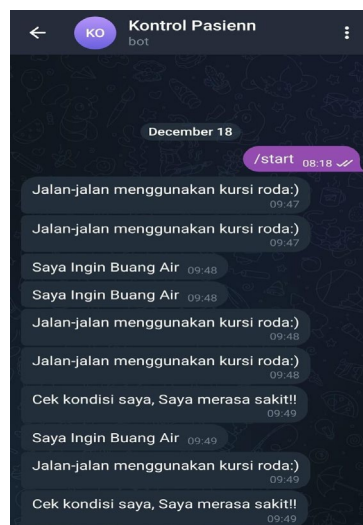 KO
Kontrol Pasienn
bot
December 18
/start 08:18
Jalan-jalan menggunakan kursi roda:)
09:47
Jalan-jalan menggunakan kursi roda:)
09:47
Saya Ingin Buang Air 09:48
Saya Ingin Buang Air 09:48
Jalan-jalan menggunakan kursi roda:)
09:48
Jalan-jalan menggunakan kursi roda:)
09:48
Cek kondisi saya, Saya merasa sakit!!
09:49
Saya Ingin Buang Air 09:49
Jalan-jalan menggunakan kursi roda:)
09:49
Cek kondisi saya, Saya merasa sakit!!
09:49